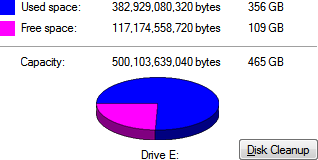 Used space: 382,929,080,320 bytes 356 GB
Free space: 117,174,558,720 bytes 109 GB
Capacity: 500,103,639,040 bytes 465 GB
Drive E:
Disk Cleanup